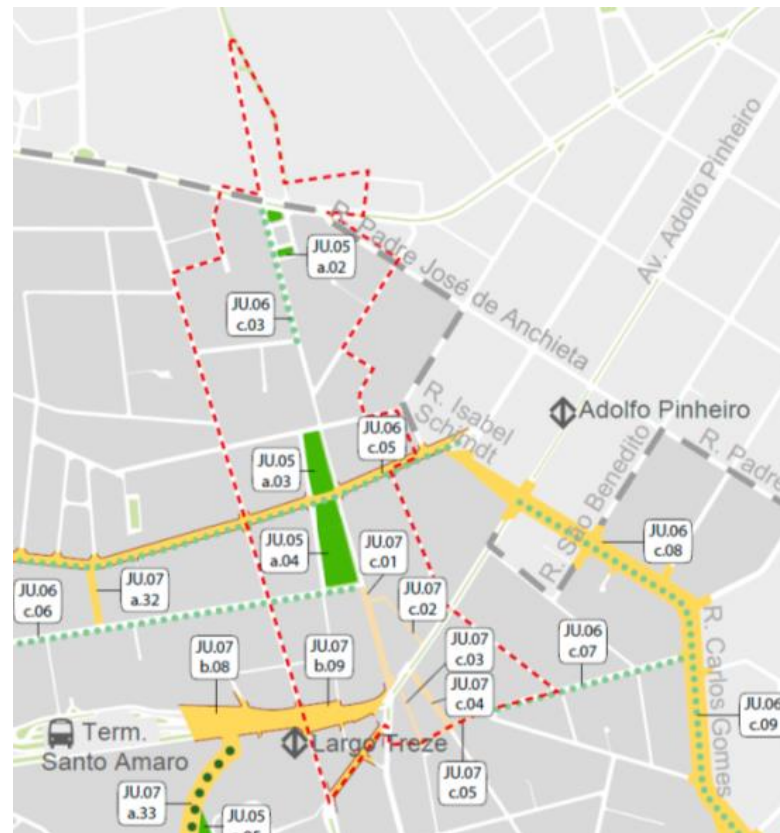 R. Padre José de Anchieta
Av. Adolfo Pinheiro
JU.05
a.02
JU.06
c.03
R. Isabel
Schmidt
Adolfo Pinheiro
R. Padre
JU.06
c.05
JU.05
a.03
R. São Benedito
JU.06
c.08
JU.05
a.04
JU.07
c.01
JU.07
a.32
JU.06
c.06
JU.07
c.02
JU.06
c.07
R. Carlos Gomes
JU.07
b.08
JU.07
b.09
JU.07
c.03
JU.07
c.04
JU.06
c.09
Term.
Santo Amaro
Largo Treze
JU.07
c.05
JU.07
a.33
JU.05